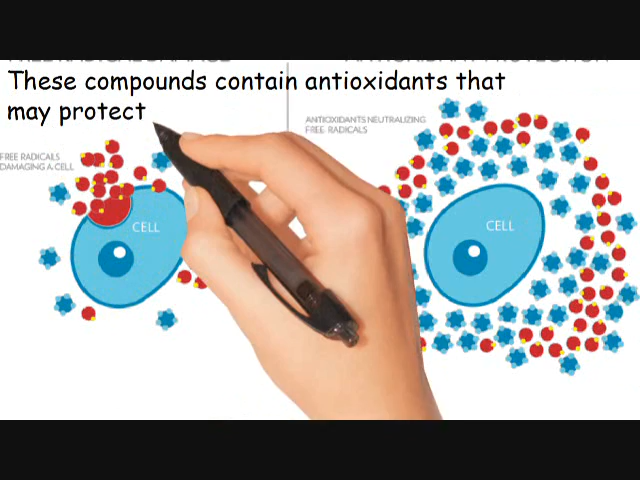 These compounds contain antioxidants that
may protect
ANTIOXIDANTS NEUTRALIZING
FREE RADICALS
FREE RADICALS
DAMAGING A CELL
CELL
CELL